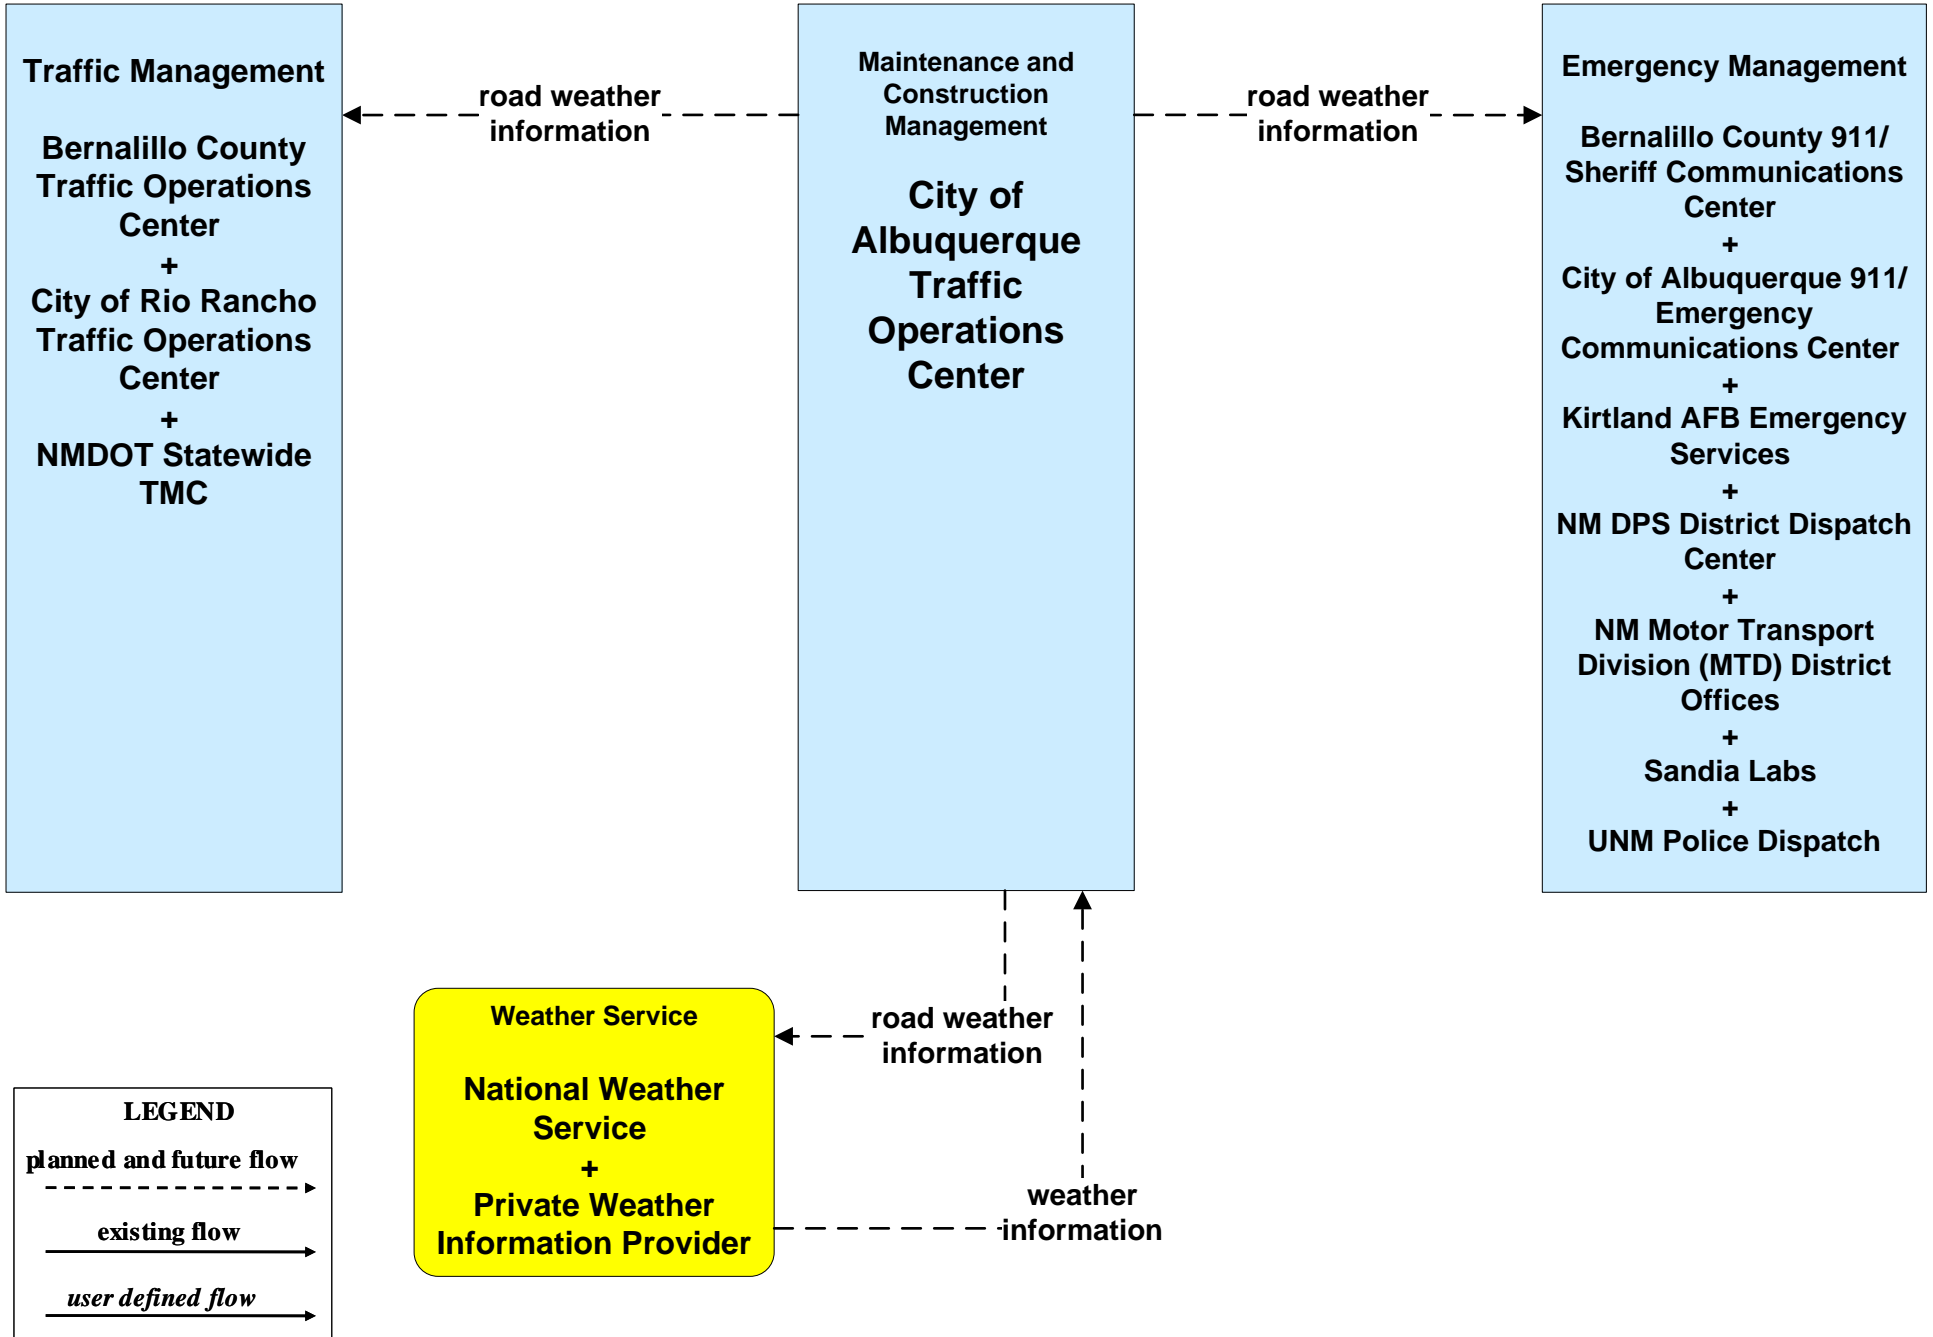 Traffic Management
Bernalillo County
Traffic Operations
Center
+
City of Rio Rancho
Traffic Operations
Center
+
NMDOT Statewide
TMC
road weather
information
Maintenance and
Construction
Management
City of
Albuquerque
Traffic
Operations
Center
road weather
information
Emergency Management
Bernalillo County 911/
Sheriff Communications
Center
+
City of Albuquerque 911/
Emergency
Communications Center
+
Kirtland AFB Emergency
Services
+
NM DPS District Dispatch
Center
+
NM Motor Transport
Division (MTD) District
Offices
+
Sandia Labs
+
UNM Police Dispatch
Weather Service
National Weather
Service
+
Private Weather
Information Provider
road weather
information
weather
information
LEGEND
planned and future flow
existing flow
user defined flow